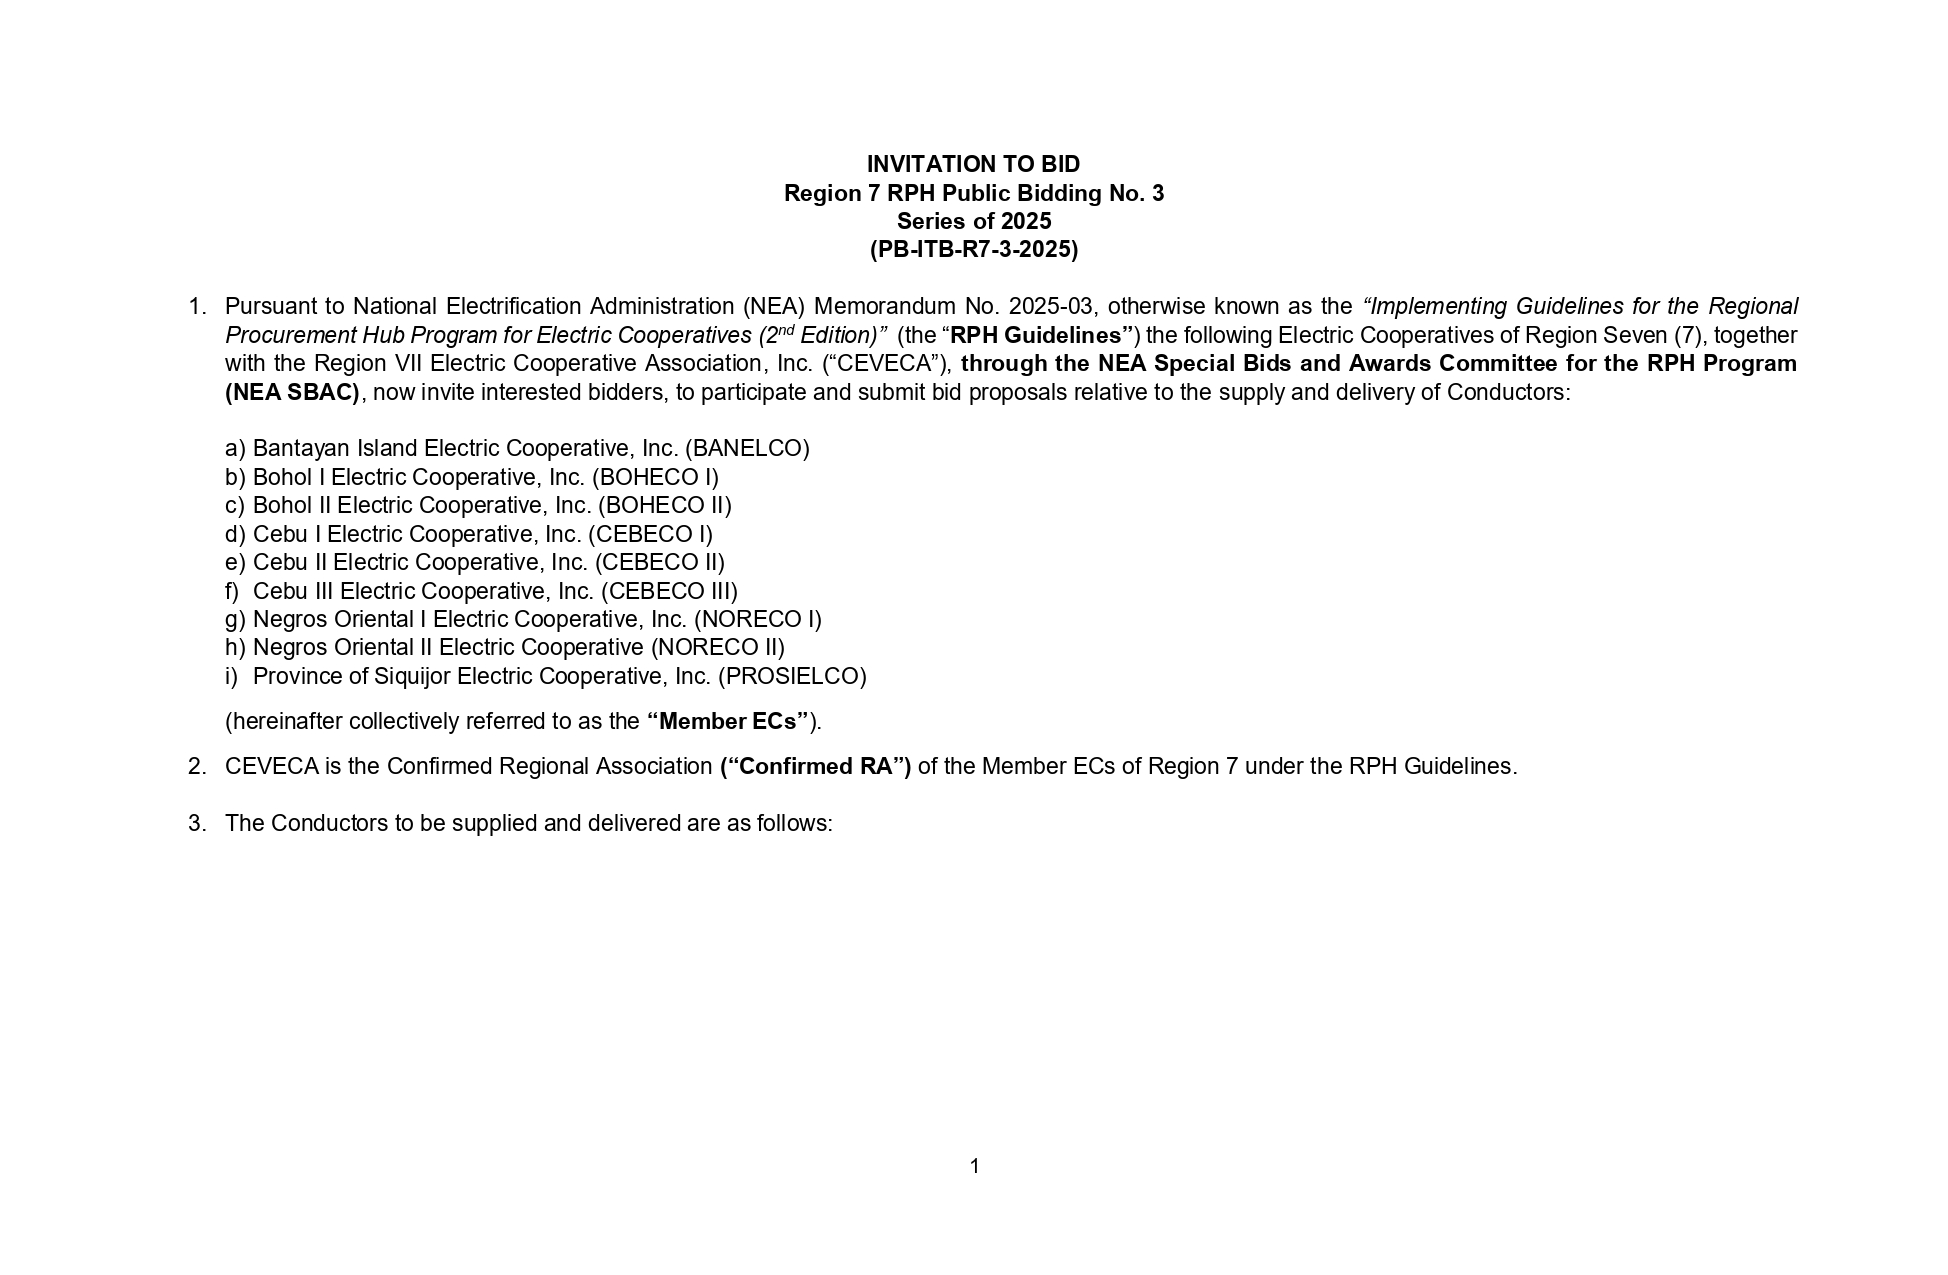 INVITATION TO BID
Region 7 RPH Public Bidding No. 3
Series of 2025
(PB-ITB-R7-3-2025)
1. Pursuant to National Electrification Administration (NEA) Memorandum No. 2025-03, otherwise known as the “Implementing Guidelines for the Regional
Procurement Hub Program for Electric Cooperatives (2nd Edition)” (the “RPH Guidelines”) the following Electric Cooperatives of Region Seven (7), together
with the Region VII Electric Cooperative Association, Inc. (“CEVECA”), through the NEA Special Bids and Awards Committee for the RPH Program
(NEA SBAC), now invite interested bidders, to participate and submit bid proposals relative to the supply and delivery of Conductors:
a) Bantayan Island Electric Cooperative, Inc. (BANELCO)
b) Bohol I Electric Cooperative, Inc. (BOHECO I)
c) Bohol II Electric Cooperative, Inc. (BOHECO II)
d) Cebu I Electric Cooperative, Inc. (CEBECO I)
e) Cebu II Electric Cooperative, Inc. (CEBECO II)
f) Cebu III Electric Cooperative, Inc. (CEBECO III)
g) Negros Oriental I Electric Cooperative, Inc. (NORECO I)
h) Negros Oriental II Electric Cooperative (NORECO II)
i) Province of Siquijor Electric Cooperative, Inc. (PROSIELCO)
(hereinafter collectively referred to as the “Member ECs”).
2. CEVECA is the Confirmed Regional Association (“Confirmed RA”) of the Member ECs of Region 7 under the RPH Guidelines.
3. The Conductors to be supplied and delivered are as follows:
1